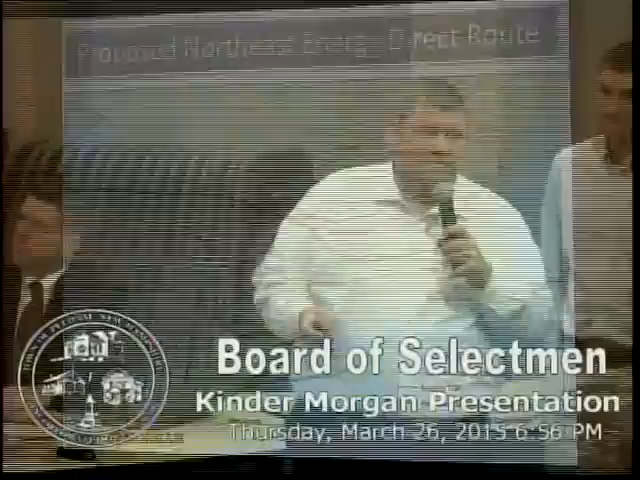 Proposed Northeast Energy Direct Route
Board of Selectmen
Kinder Morgan Presentation
Thursday, March 26, 2015 6:56 PM